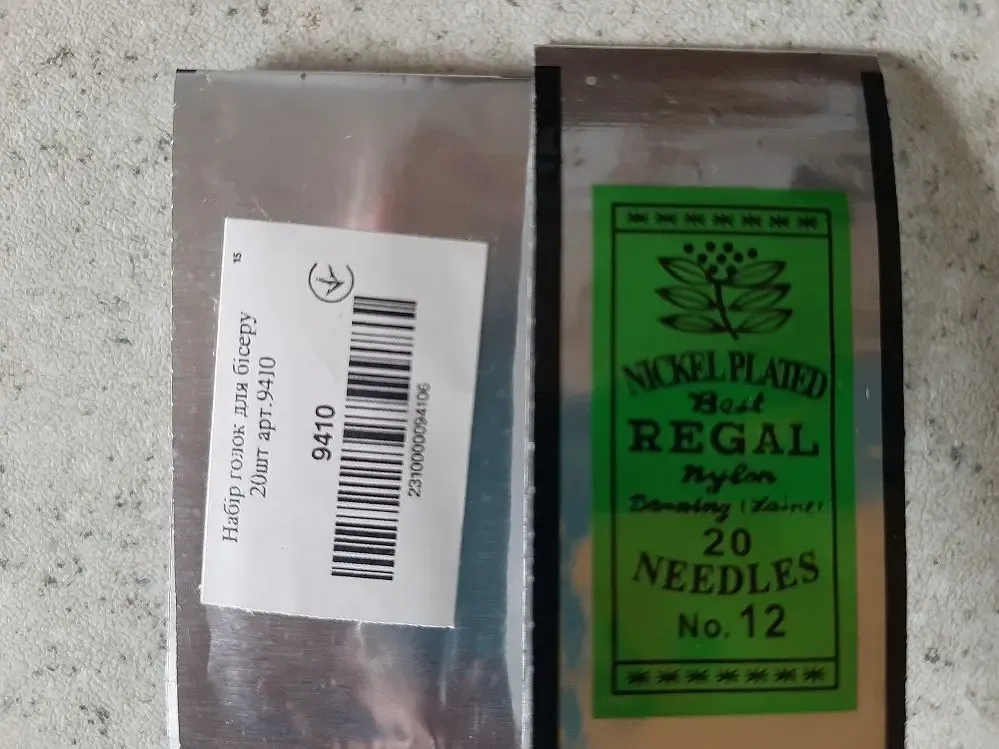 15
Набір голок для бісеру
20шт арт.9410
9410
2310000094106
NICKEL PLATED
Best
REGAL
Nylon
Darning (Laine)
20
NEEDLES
No. 12